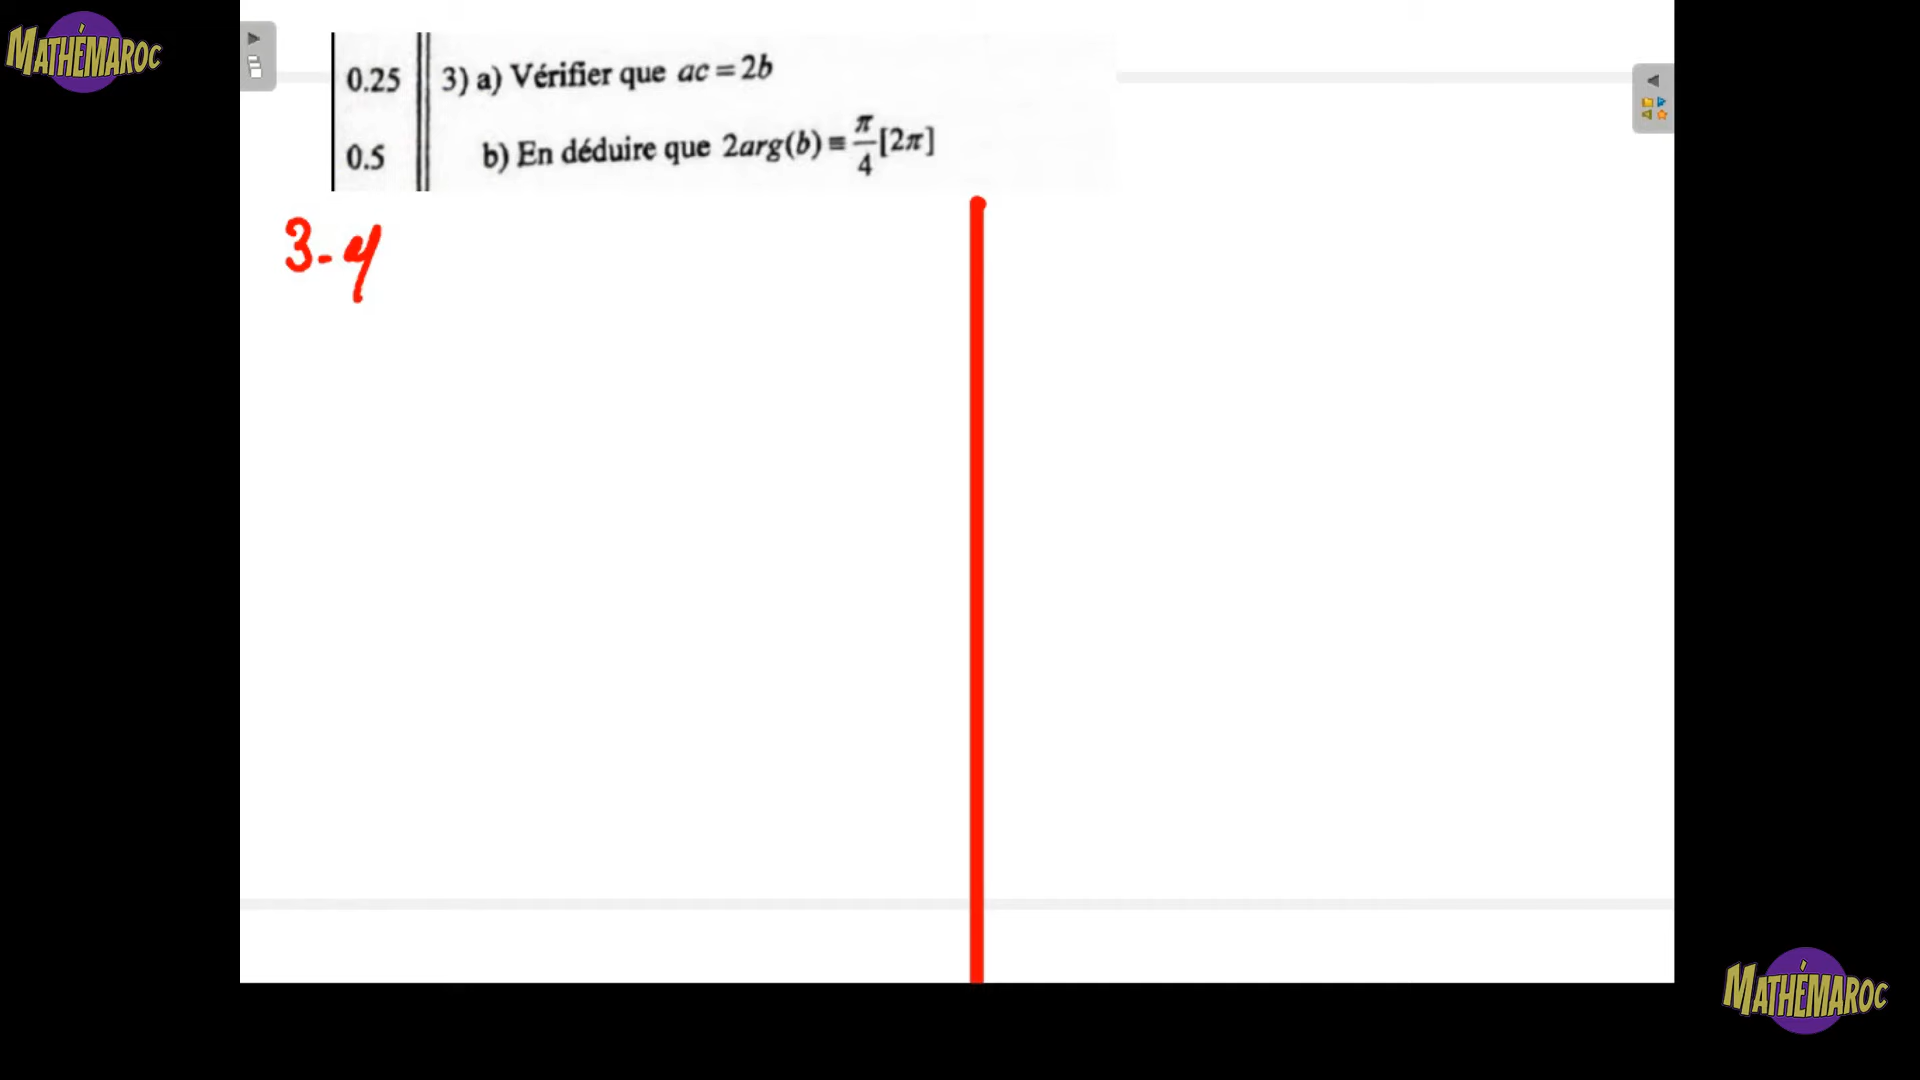 MATHÉMAROC
0.25 3) a) Vérifier que ac = 2b
0.5 b) En déduire que 2arg(b) ≡ π/4 [2π]
3-
MATHÉMAROC